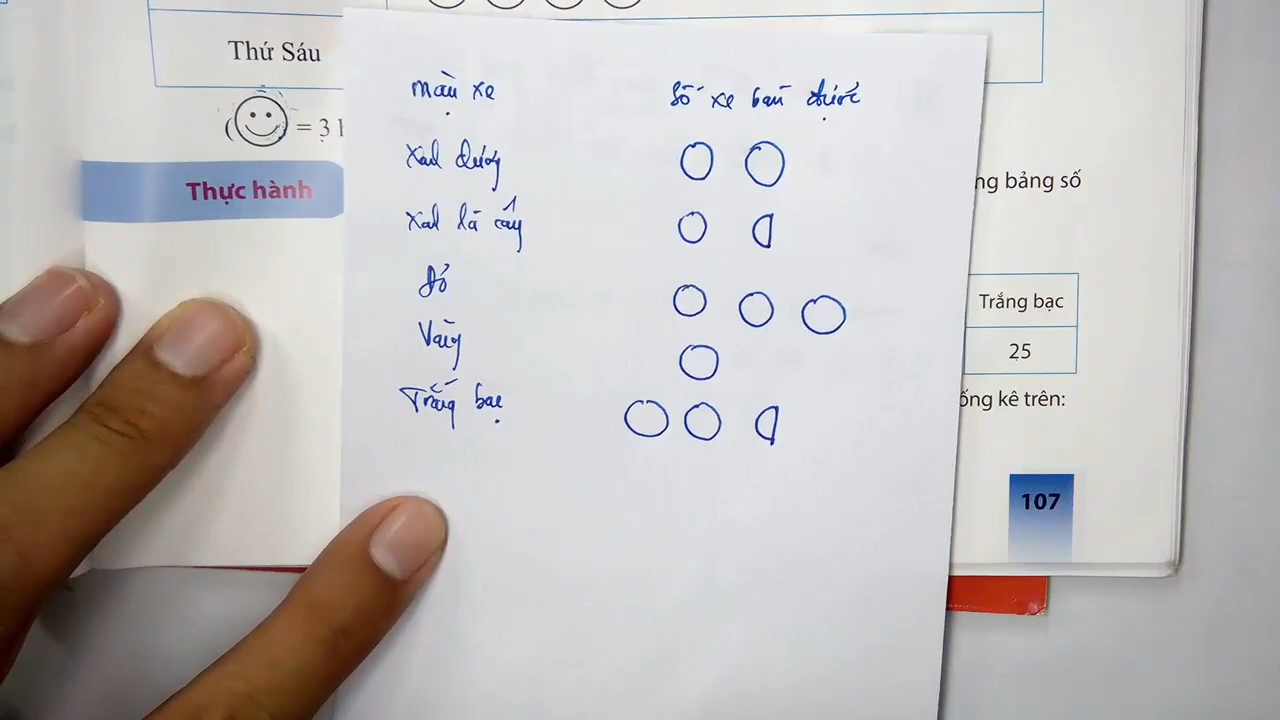 Thứ Sáu
( = 3
Thực hành
Màu xe Số xe bán được
Xanh dương
Xanh lá cây
Đỏ
Vàng
Trắng bạc
ng bảng số
Trắng bạc
25
ống kê trên:
107